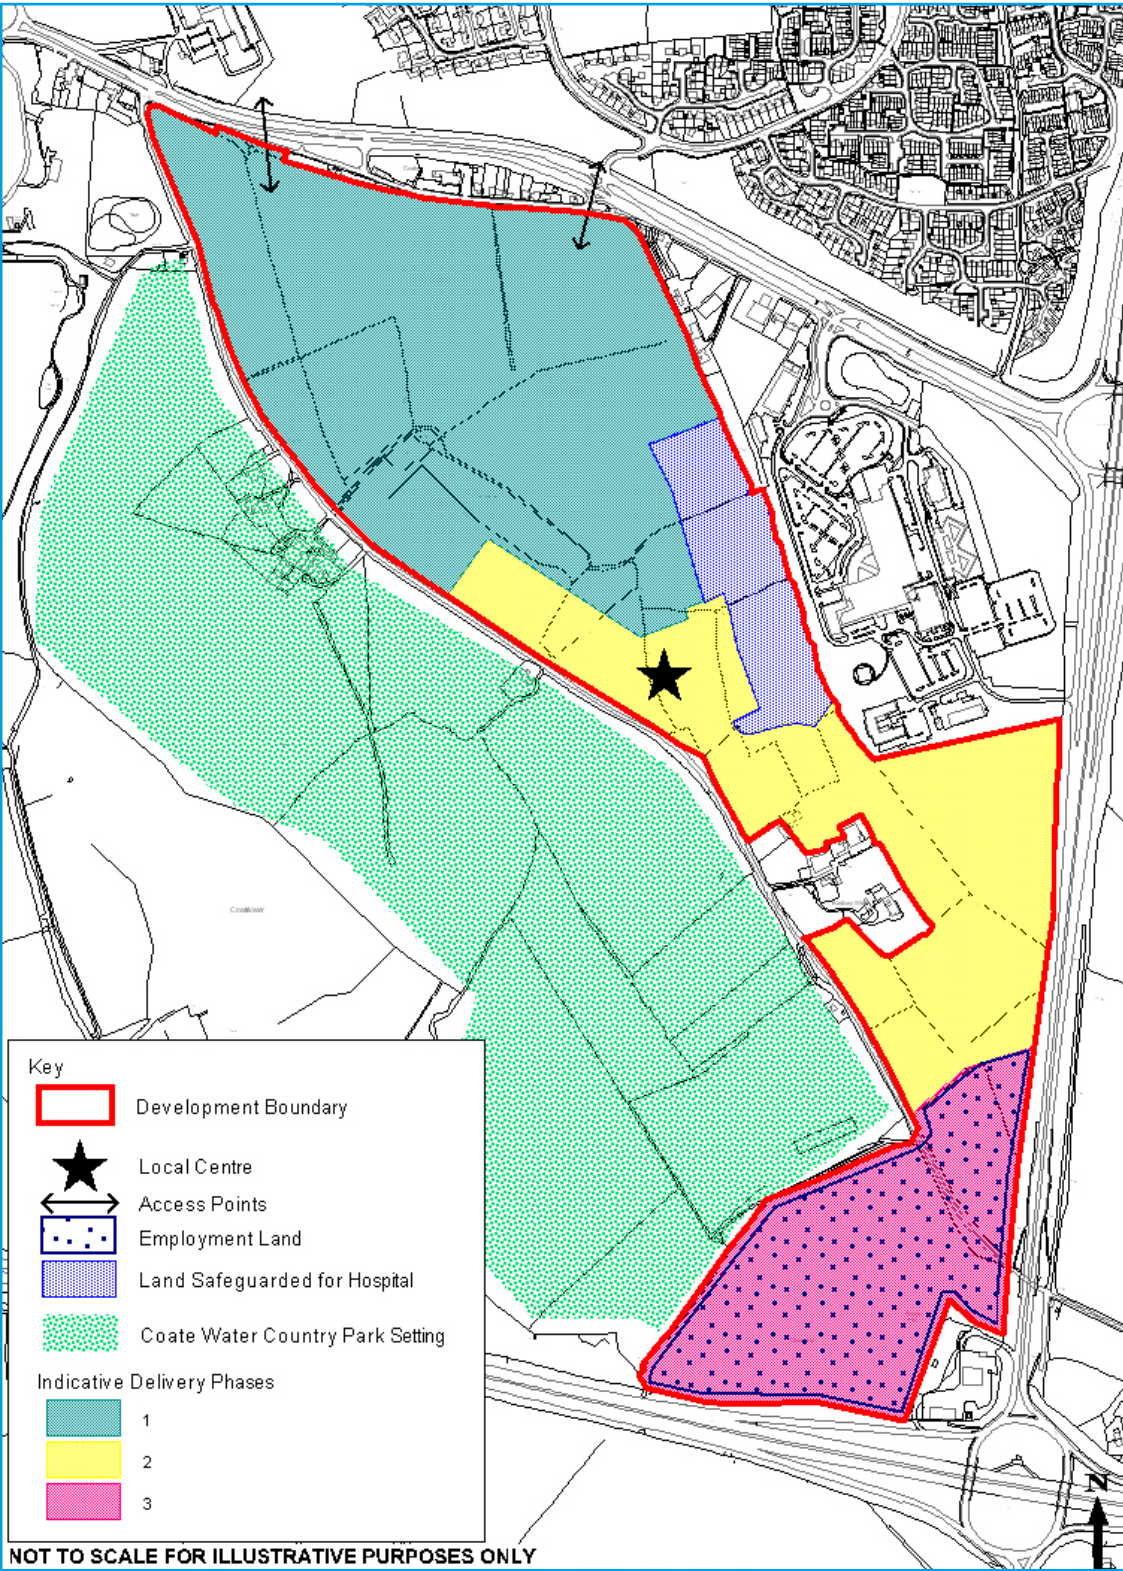 Key
Development Boundary
Local Centre
Access Points
Employment Land
Land Safeguarded for Hospital
Coate Water Country Park Setting
Indicative Delivery Phases
1
2
3
N
NOT TO SCALE FOR ILLUSTRATIVE PURPOSES ONLY